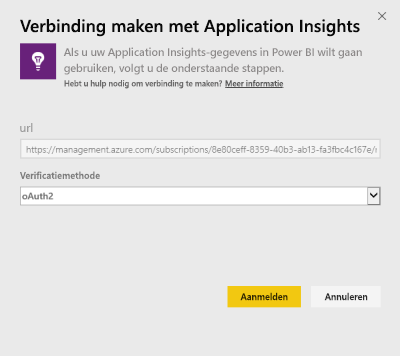 Verbinding maken met Application Insights
Als u uw Application Insights-gegevens in Power BI wilt gaan
gebruiken, volgt u de onderstaande stappen.
Hebt u hulp nodig om verbinding te maken? Meer informatie
url
https://management.azure.com/subscriptions/8e80ceff-8359-40b3-ab13-fa3fbc4c167e/r
Verificatiemethode
oAuth2
Aanmelden Annuleren